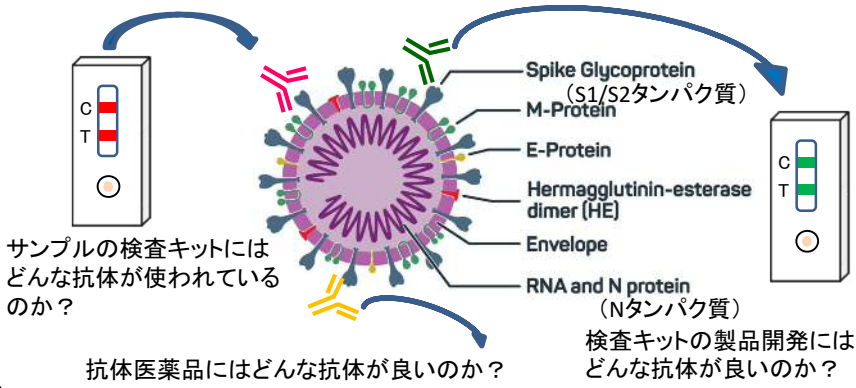 Spike Glycoprotein
（S1/S2タンパク質）
M-Protein
E-Protein
Hermagglutinin-esterase
dimer (HE)
Envelope
RNA and N protein
（Nタンパク質）
C
T
サンプルの検査キットには
どんな抗体が使われている
のか？
抗体医薬品にはどんな抗体が良いのか？
C
T
検査キットの製品開発には
どんな抗体が良いのか？